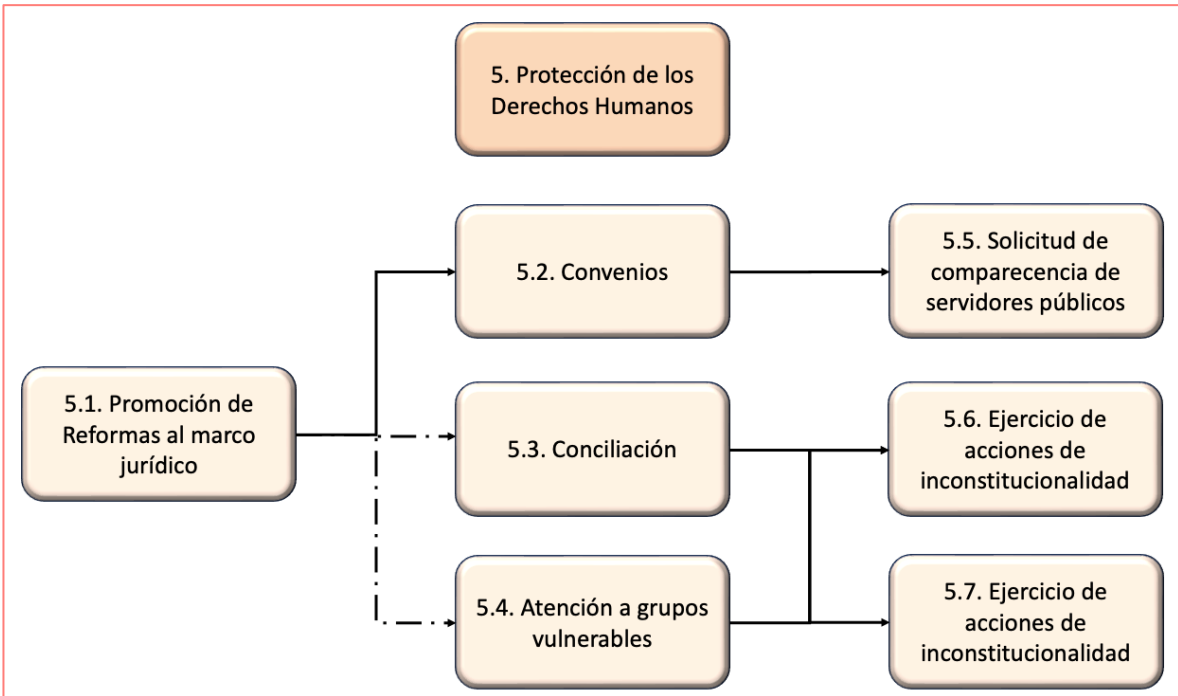 5. Protección de los
Derechos Humanos
5.1. Promoción de
Reformas al marco
jurídico
5.2. Convenios
5.3. Conciliación
5.4. Atención a grupos
vulnerables
5.5. Solicitud de
comparecencia de
servidores públicos
5.6. Ejercicio de
acciones de
inconstitucionalidad
5.7. Ejercicio de
acciones de
inconstitucionalidad